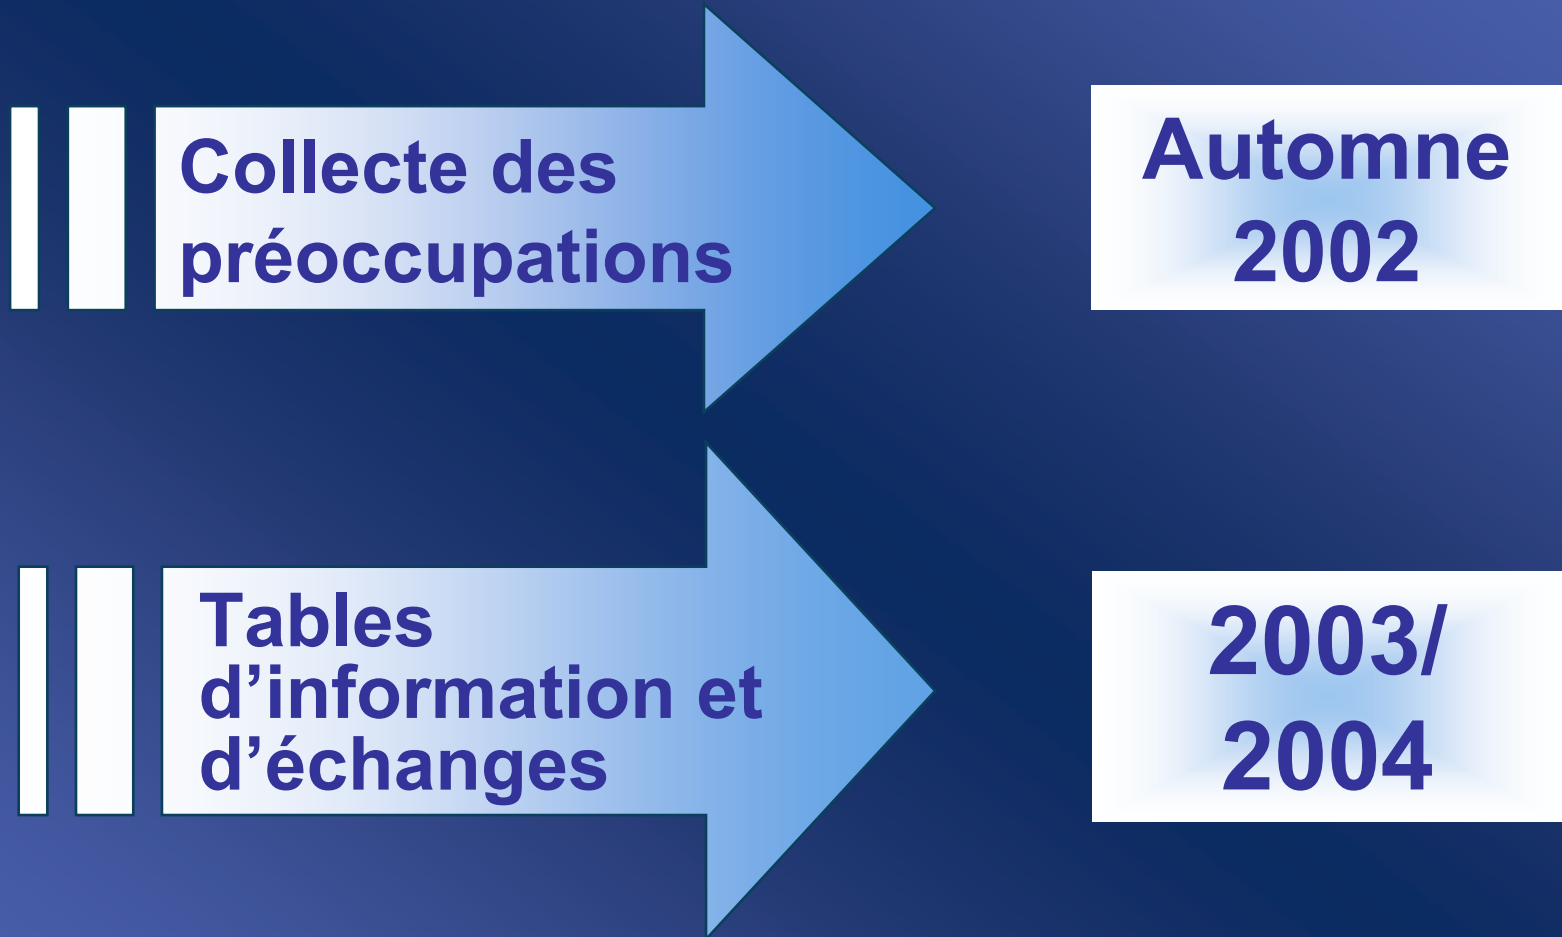 Collecte des
préoccupations
Automne
2002
Tables
d’information et
d’échanges
2003/
2004